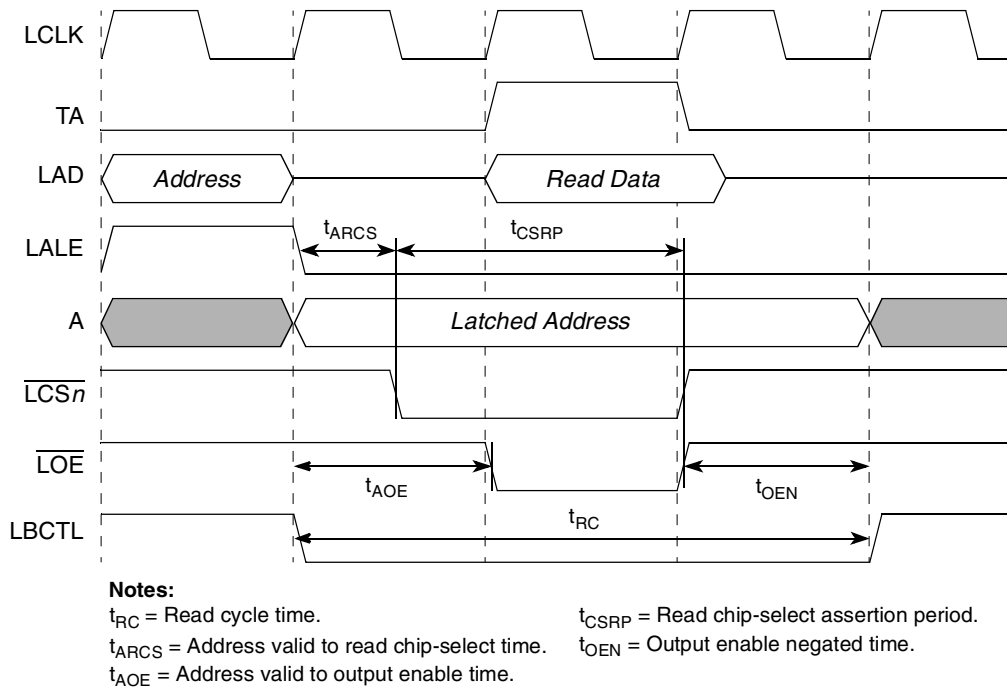 LCLK
TA
LAD
Address
Read Data
LALE
tARCS
tCSRP
A
Latched Address
LCSn
LOE
tAOE
tOEN
LBCTL
tRC
Notes:
tRC = Read cycle time.
tARCS = Address valid to read chip-select time.
tAOE = Address valid to output enable time.
tCSRP = Read chip-select assertion period.
tOEN = Output enable negated time.